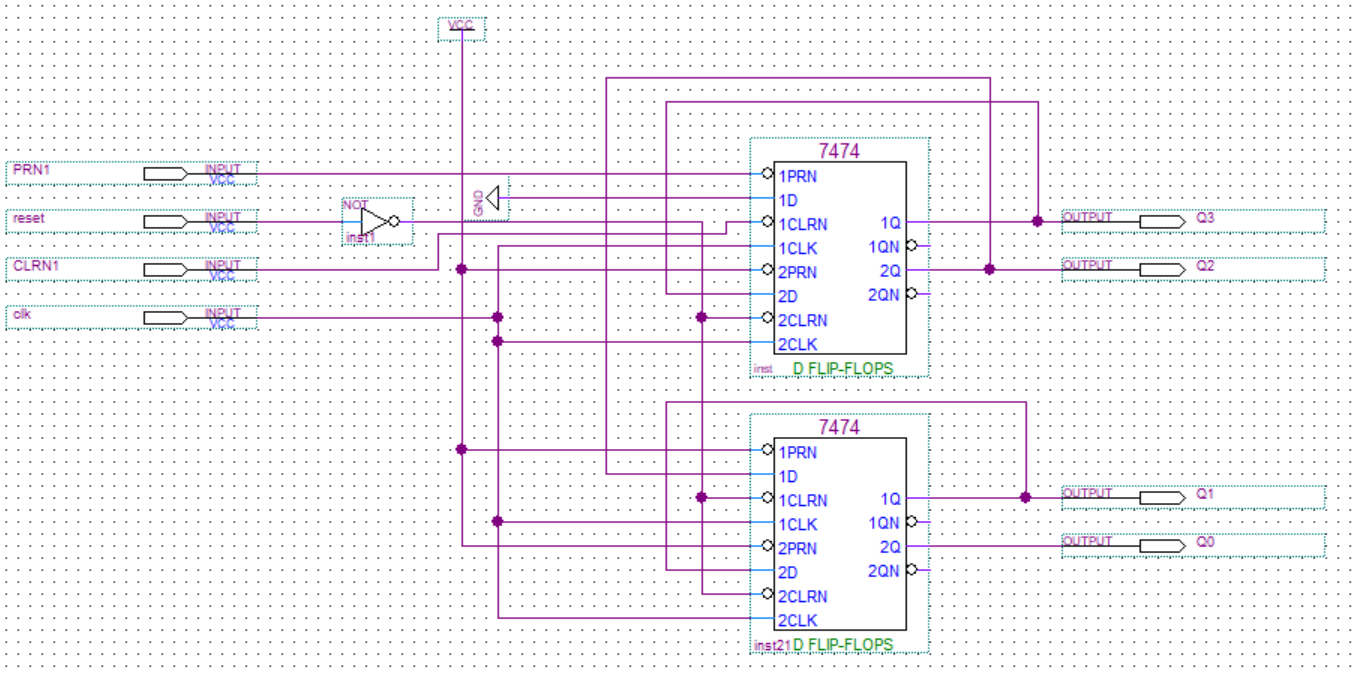 VCC
PRN1 INPUT VCC
reset INPUT VCC
CLRN1 INPUT VCC
clk INPUT VCC
NOT
inst1
GND
7474
1PRN
1D
1CLRN 1Q
1CLK 1QN
2PRN 2Q
2D 2QN
2CLRN
2CLK
inst D FLIP-FLOPS
OUTPUT Q3
OUTPUT Q2
7474
1PRN
1D
1CLRN 1Q
1CLK 1QN
2PRN 2Q
2D 2QN
2CLRN
2CLK
inst21 D FLIP-FLOPS
OUTPUT Q1
OUTPUT Q0